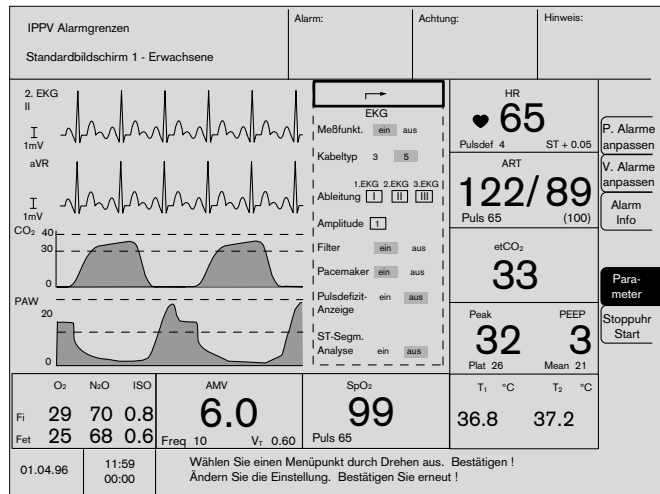 IPPV Alarmgrenzen
Standardbildschirm 1 - Erwachsene
Alarm:
Achtung:
Hinweis:
2. EKG
II
1mV
aVR
1mV
CO₂ 40
30
0
PAW
20
0
EKG
Meßfunkt. ein aus
Kabeltyp 3 5
1.EKG 2.EKG 3.EKG
Ableitung I II III
Amplitude 1
Filter ein aus
Pacemaker ein aus
Pulsdefizit- ein aus
Anzeige
ST-Segm.
Analyse ein aus
HR
65
Pulsdef 4 ST + 0.05
ART
122/ 89
Puls 65 (100)
etCO₂
33
Peak PEEP
32 3
Plat 26 Mean 21
P. Alarme
anpassen
V. Alarme
anpassen
Alarm
Info
Para-
meter
Stoppuhr
Start
O₂ N₂O ISO
Fi 29 70 0.8
Fet 25 68 0.6
AMV
6.0
Freq 10 VT 0.60
SpO₂
99
Puls 65
T₁ °C T₂ °C
36.8 37.2
01.04.96
11:59
00:00
Wählen Sie einen Menüpunkt durch Drehen aus. Bestätigen !
Ändern Sie die Einstellung. Bestätigen Sie erneut !